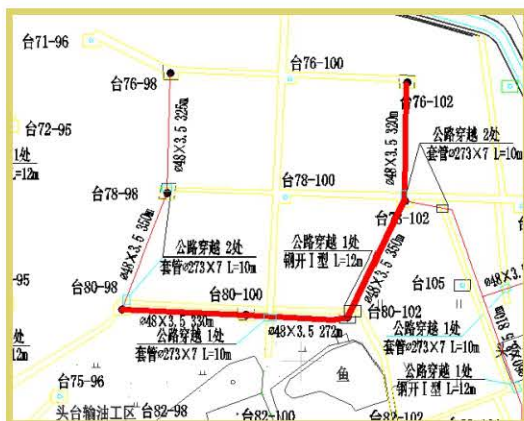 台71-96
台76-98
台76-100
台76-102
台72-95
1处
L=12m
ø48×3.5 325m
ø48×3.5 320m
公路穿越 2处
套管ø273×7 L=10m
台78-98
台78-100
台78-102
ø48×3.5 350m
公路穿越 2处
套管ø273×7 L=10m
公路穿越 1处
钢开I型 L=12m
ø48×3.5 350m
台105
台80-98
台80-100
台80-102
ø48×3.5 330m
ø48×3.5 272m
公路穿越 1处
套管ø273×7 L=10m
公路穿越 1处
套管ø273×7 L=10m
公路穿越 1处
钢开I型 L=12m
鱼
台75-96
头台输油工区
台82-98
台82-100
台82-102